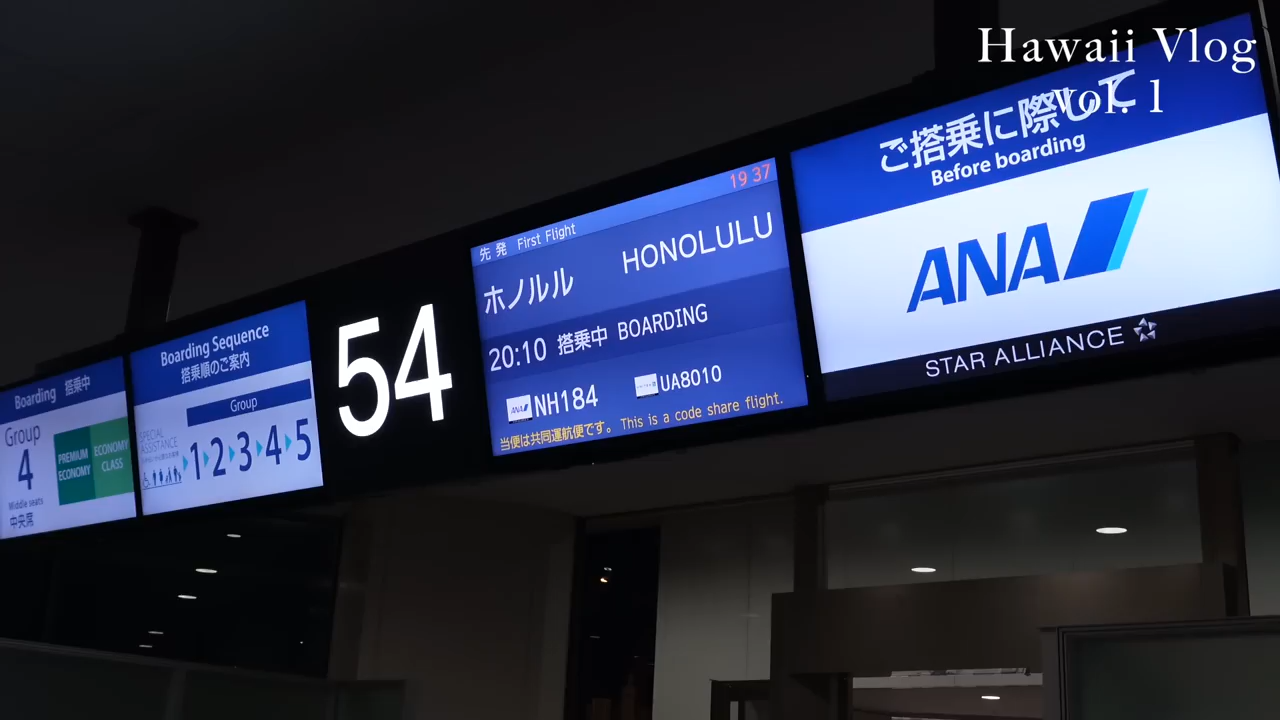 Hawaii Vlog
Vol. 1
Boarding 搭乗中
Group
4
Middle seats
中央席
PREMIUM
ECONOMY
ECONOMY
CLASS
Boarding Sequence
搭乗順のご案内
Group
SPECIAL
ASSISTANCE
1 2 3 4 5
54
19 37
先発 First Flight
ホノルル HONOLULU
20:10 搭乗中 BOARDING
ANA NH184 UA8010
当便は共同運航便です。 This is a code share flight.
ご搭乗に際して
Before boarding
ANA
STAR ALLIANCE